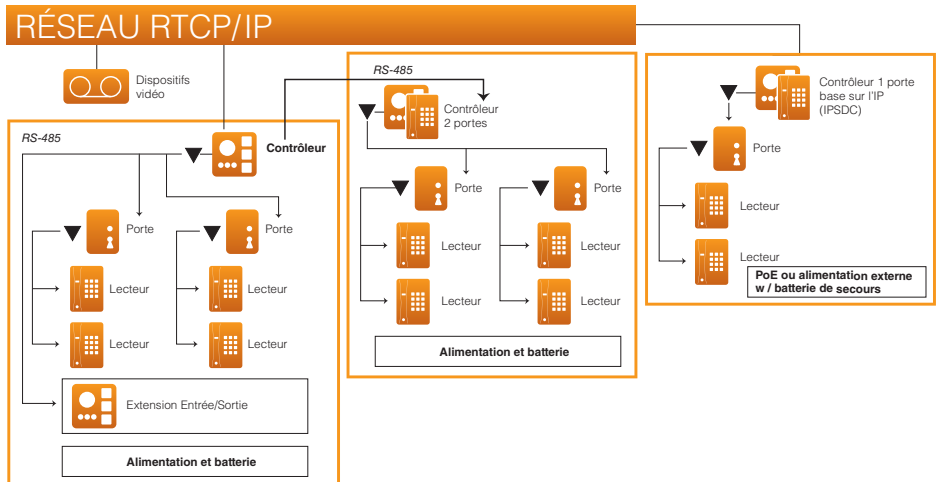 RÉSEAU RTCP/IP
Dispositifs
vidéo
RS-485
Contrôleur
Porte
Porte
Lecteur
Lecteur
Lecteur
Lecteur
Extension Entrée/Sortie
Alimentation et batterie
RS-485
Contrôleur
2 portes
Porte
Porte
Lecteur
Lecteur
Lecteur
Lecteur
Alimentation et batterie
Contrôleur 1 porte
base sur l'IP
(IPSDC)
Porte
Lecteur
Lecteur
PoE ou alimentation externe
w / batterie de secours